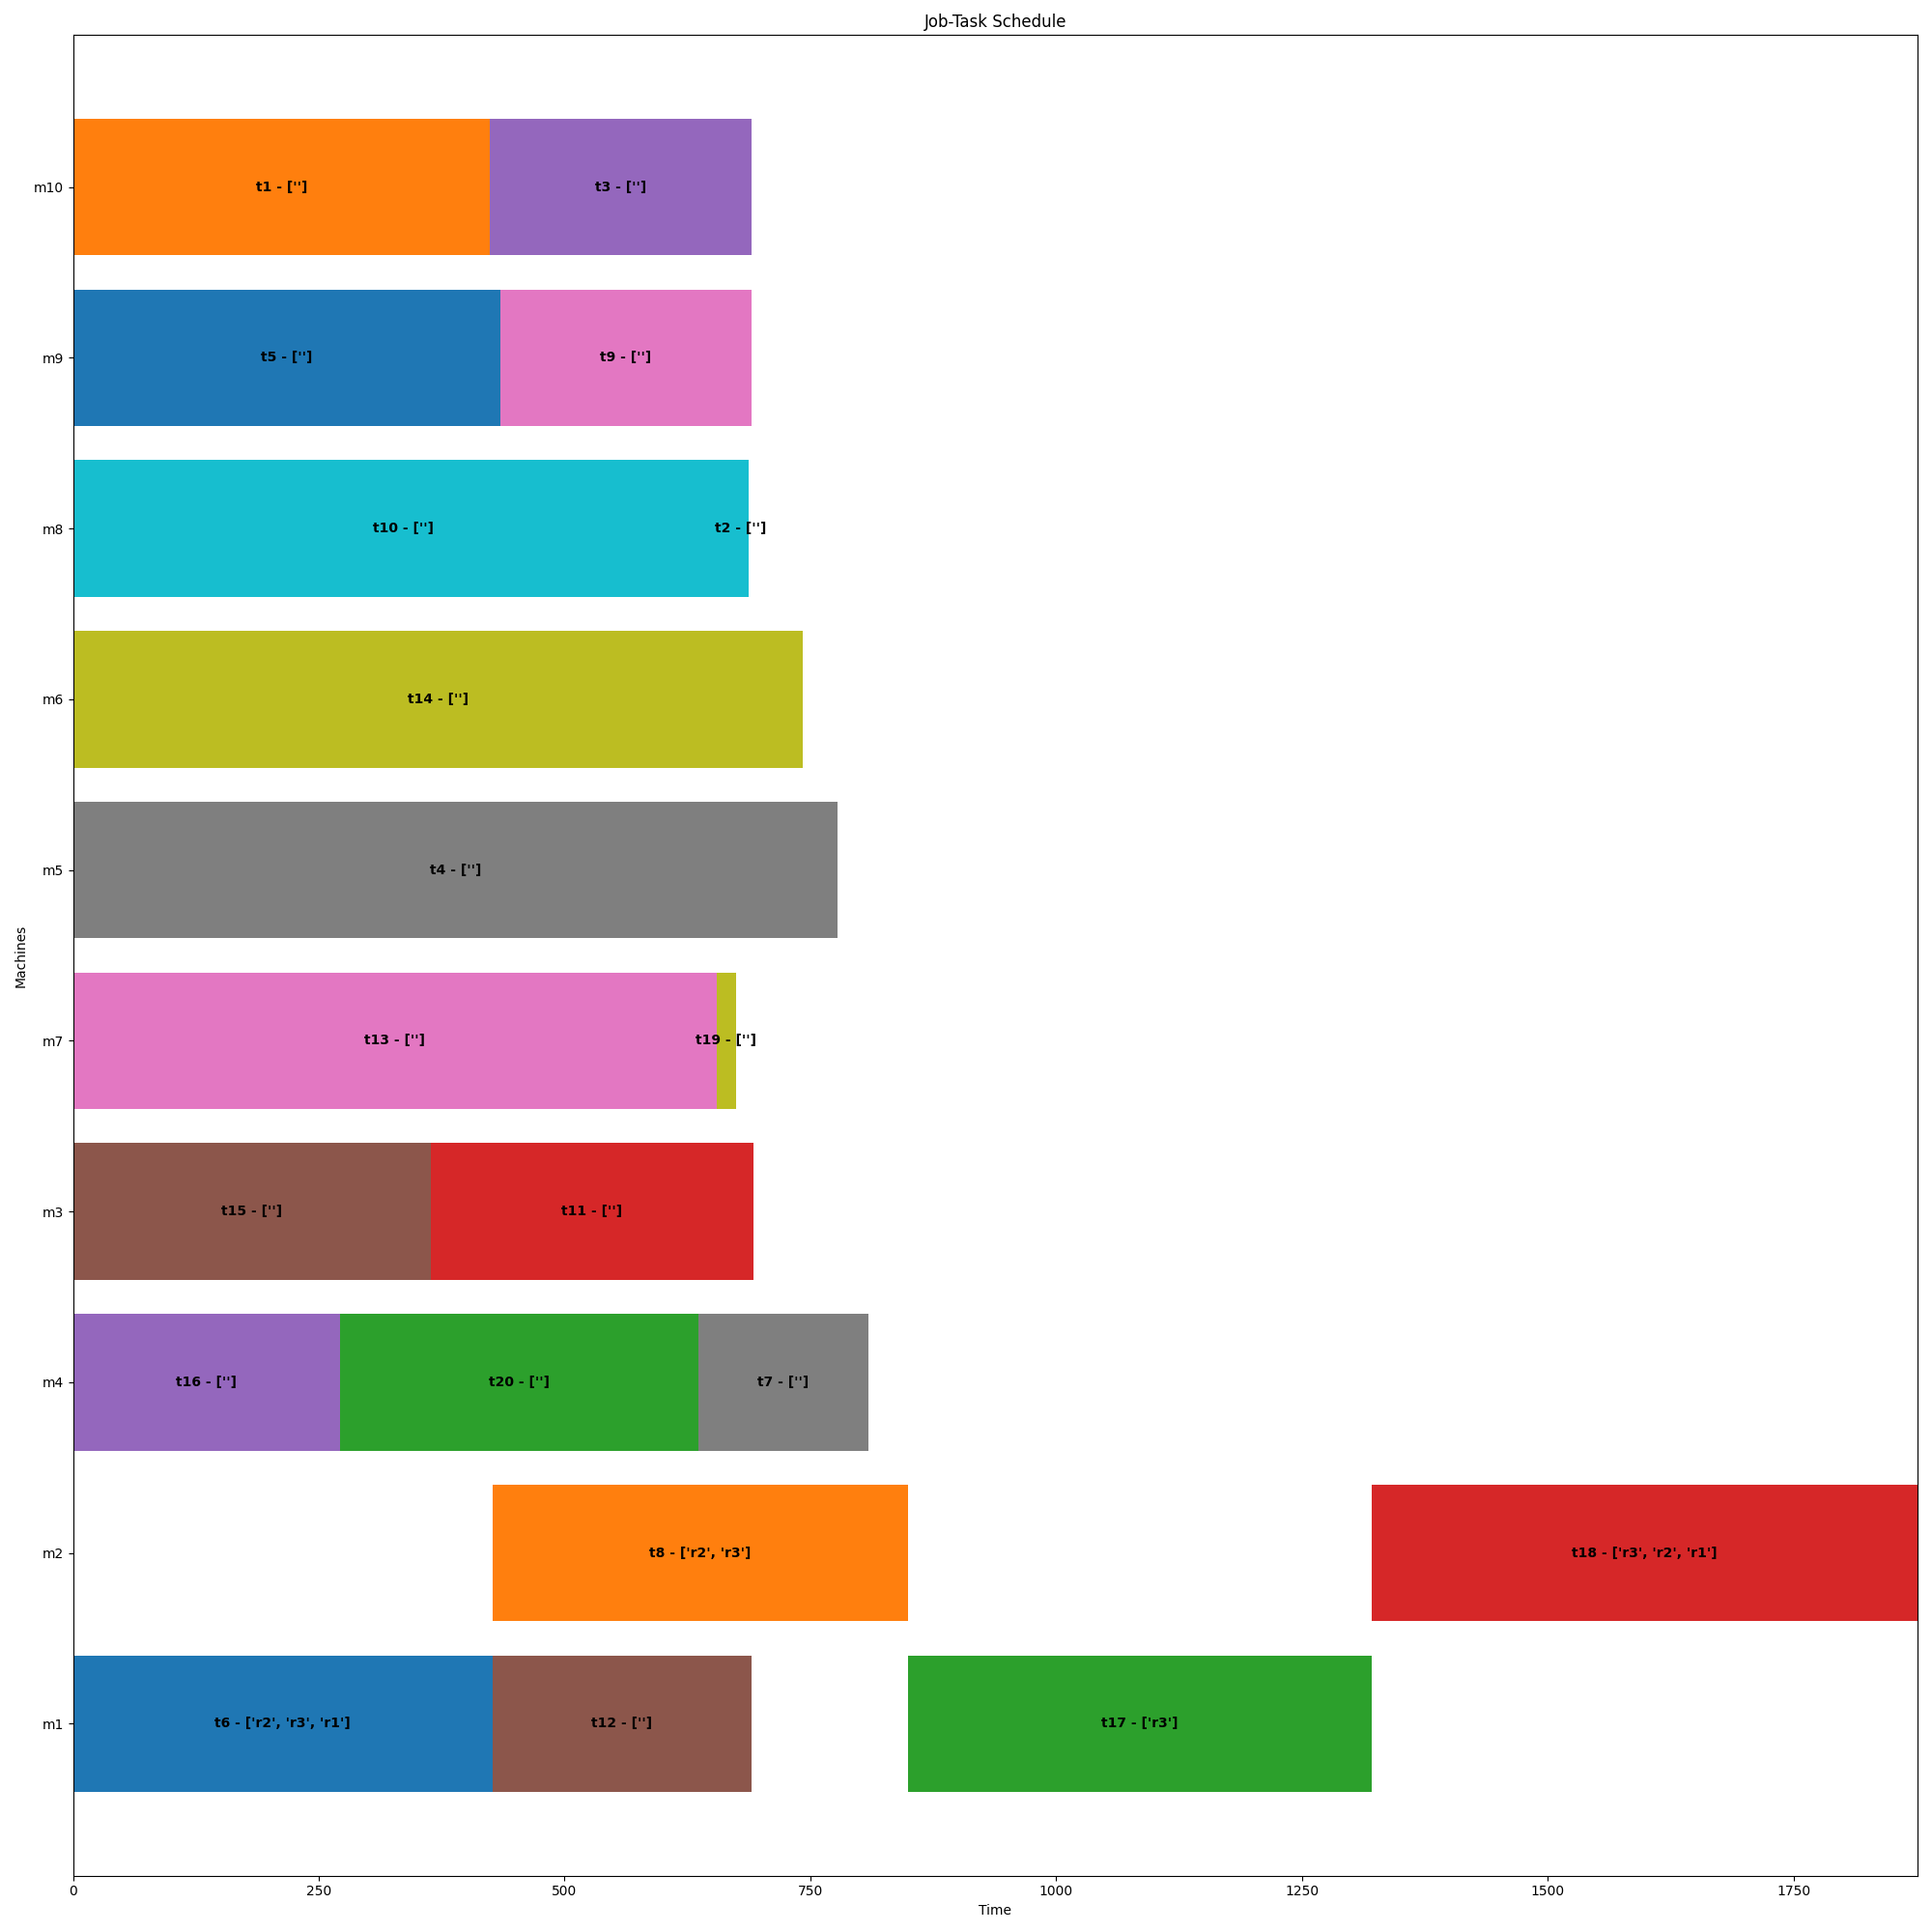 Job-Task Schedule
m10
t1 - ['']
t3 - ['']
m9
t5 - ['']
t9 - ['']
m8
t10 - ['']
t2 - ['']
m6
t14 - ['']
m5
t4 - ['']
Machines
m7
t13 - ['']
t19 - ['']
m3
t15 - ['']
t11 - ['']
m4
t16 - ['']
t20 - ['']
t7 - ['']
m2
t8 - ['r2', 'r3']
t18 - ['r3', 'r2', 'r1']
m1
t6 - ['r2', 'r3', 'r1']
t12 - ['']
t17 - ['r3']
0 250 500 750 1000 1250 1500 1750
Time